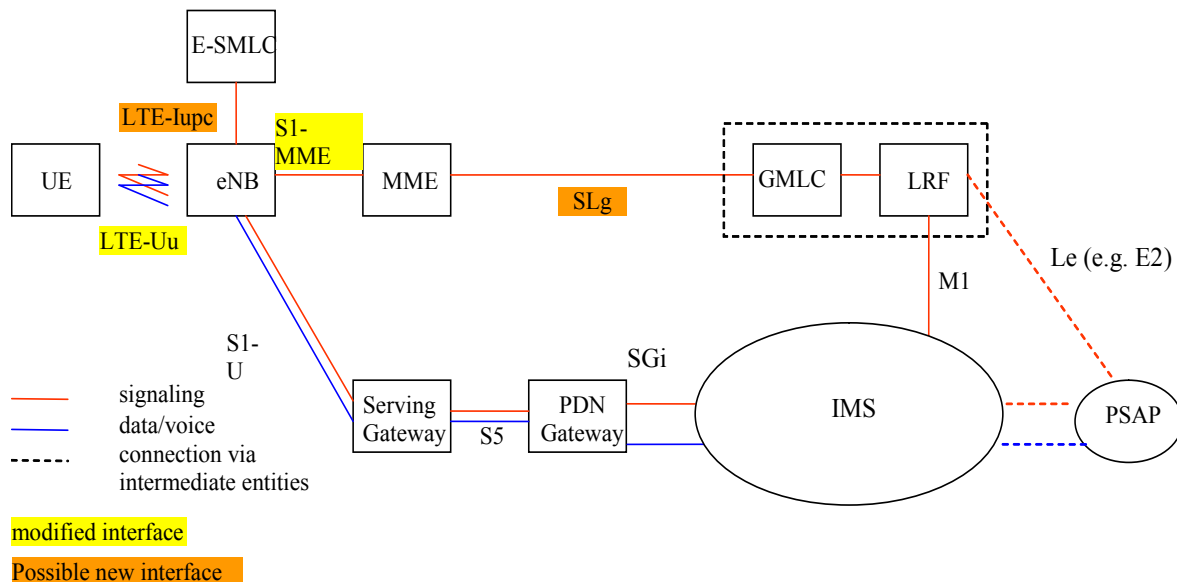 E-SMLC
LTE-Iupc
S1-
MME
UE
eNB
MME
GMLC
LRF
SLg
LTE-Uu
Le (e.g. E2)
M1
S1-
U
SGi
Serving
Gateway
S5
PDN
Gateway
IMS
PSAP
signaling
data/voice
connection via
intermediate entities
modified interface
Possible new interface